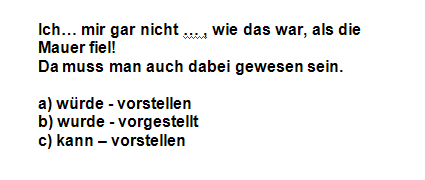 Ich… mir gar nicht … , wie das war, als die
Mauer fiel!
Da muss man auch dabei gewesen sein.
a) würde - vorstellen
b) wurde - vorgestellt
c) kann – vorstellen